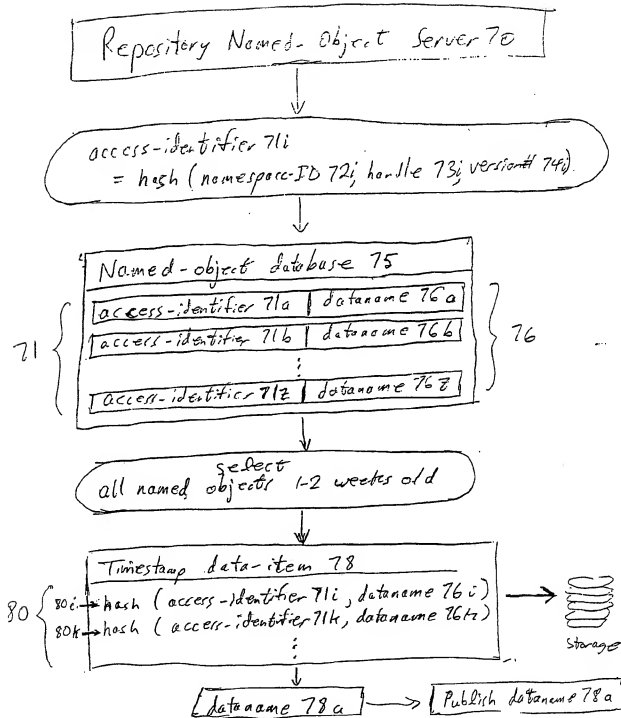 Repository Named-Object Server 70
access-identifier 71i
= hash (namespace-ID 72i, handle 73i, version# 74i)
Named-object database 75
access-identifier 71a dataname 76a
71 access-identifier 71b dataname 76b 76
access-identifier 71z dataname 76z
select
all named objects 1-2 weeks old
Timestamp data-item 78
80 80i hash (access-identifier 71i, dataname 76i)
80k hash (access-identifier 71k, dataname 76k)
storage
dataname 78a Publish dataname 78a